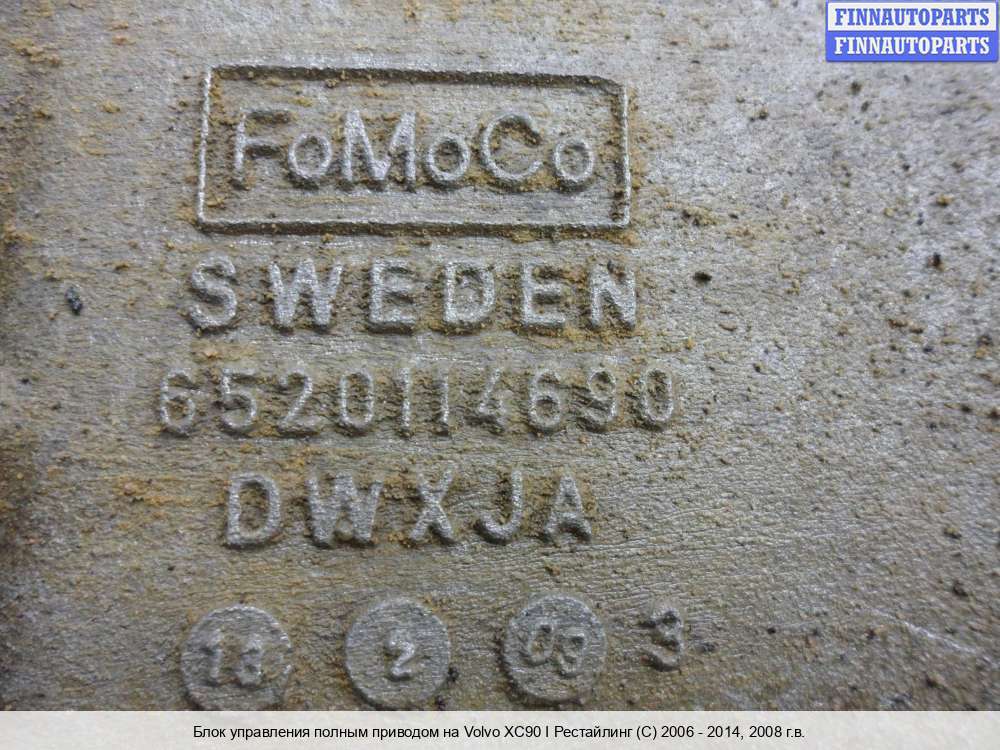 FINNAUTOPARTS
FINNAUTOPARTS
FoMoCo
SWEDEN
6520114690
DWXJA
2 3
Блок управления полным приводом на Volvo XC90 I Рестайлинг (C) 2006 - 2014, 2008 г.в.